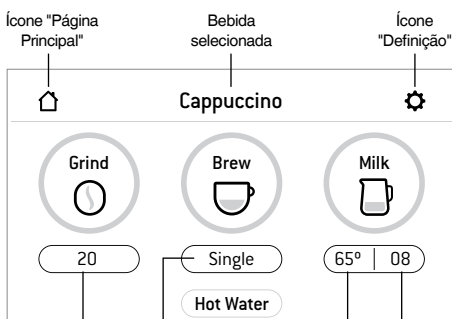 Ícone "Página
Principal"
Bebida
selecionada
Ícone
"Definição"
Cappuccino
Grind
Brew
Milk
20
Single
65º | 08
Hot Water